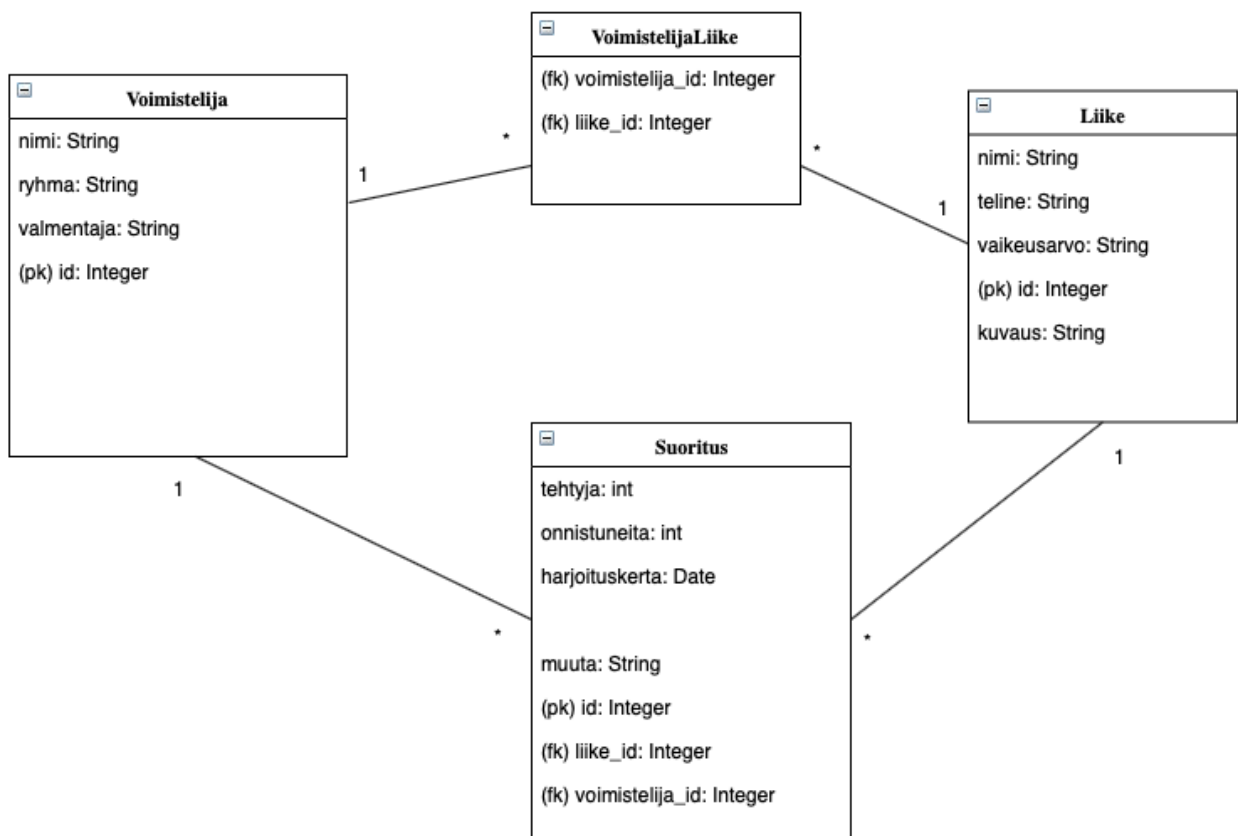 VoimistelijaLiike
(fk) voimistelija_id: Integer
(fk) liike_id: Integer
Voimistelija
nimi: String
ryhma: String
valmentaja: String
(pk) id: Integer
Liike
nimi: String
teline: String
vaikeusarvo: String
(pk) id: Integer
kuvaus: String
1
*
*
1
Suoritus
tehtyja: int
onnistuneita: int
harjoituskerta: Date
muuta: String
(pk) id: Integer
(fk) liike_id: Integer
(fk) voimistelija_id: Integer
1
*
1
*